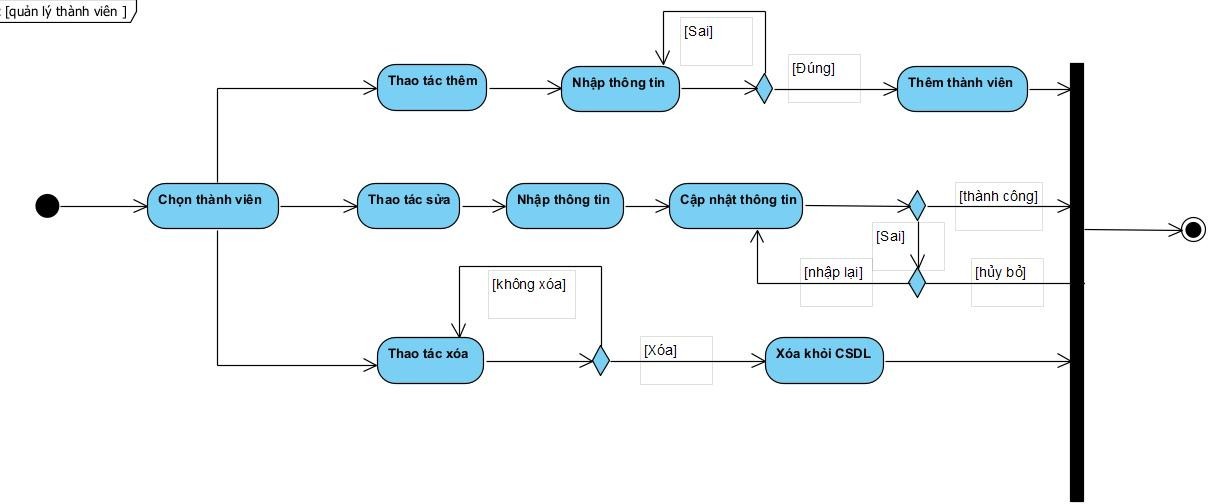 : [quản lý thành viên ]
[Sai]
[Đúng]
Thao tác thêm
Nhập thông tin
Thêm thành viên
Chọn thành viên
Thao tác sửa
Nhập thông tin
Cập nhật thông tin
[thành công]
[Sai]
[nhập lại]
[hủy bỏ]
[không xóa]
Thao tác xóa
[Xóa]
Xóa khỏi CSDL